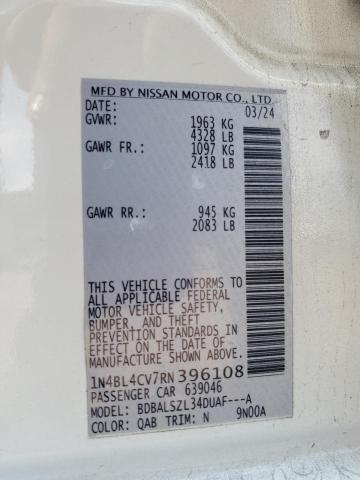 MFD BY NISSAN MOTOR CO., LTD.
DATE: 03/24
GVWR: 1963 KG
4328 LB
GAWR FR.: 1097 KG
2418 LB
GAWR RR.: 945 KG
2083 LB
THIS VEHICLE CONFORMS TO
ALL APPLICABLE FEDERAL
MOTOR VEHICLE SAFETY,
BUMPER, AND THEFT
PREVENTION STANDARDS IN
EFFECT ON THE DATE OF
MANUFACTURE SHOWN ABOVE.
1N4BL4CV7RN396108
PASSENGER CAR 639046
MODEL: BDBALSZL34DUAF---A
COLOR: QAB TRIM: N 9N00A